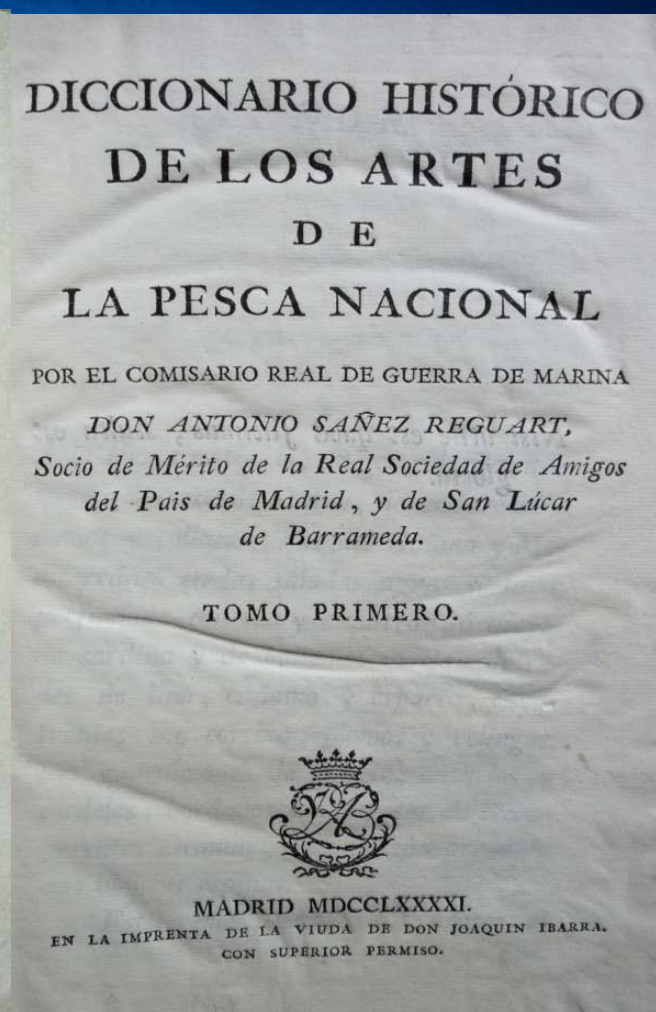 DICCIONARIO HISTÓRICO
DE LOS ARTES
DE
LA PESCA NACIONAL
POR EL COMISARIO REAL DE GUERRA DE MARINA
DON ANTONIO SAÑEZ REGUART,
Socio de Mérito de la Real Sociedad de Amigos
del Pais de Madrid, y de San Lúcar
de Barrameda.
TOMO PRIMERO.
MADRID MDCCLXXXXI.
EN LA IMPRENTA DE LA VIUDA DE DON JOAQUIN IBARRA.
CON SUPERIOR PERMISO.